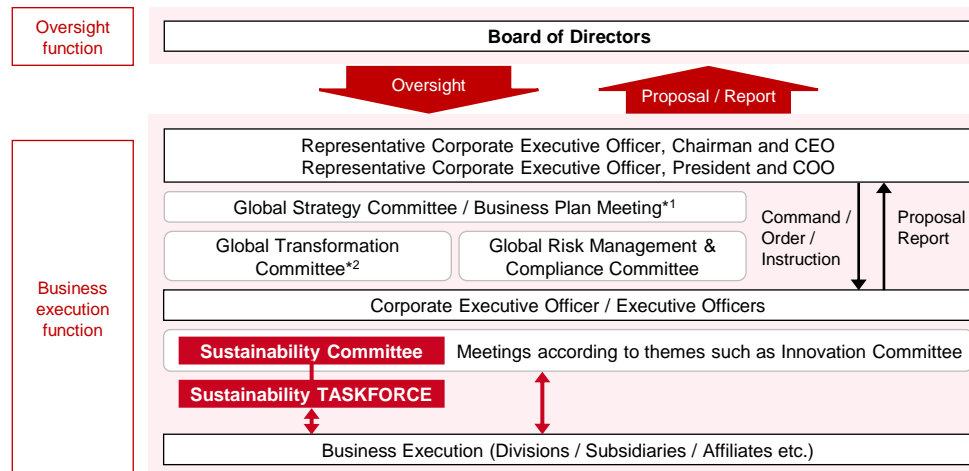 Oversight
function
Board of Directors
Oversight
Proposal / Report
Business
execution
function
Representative Corporate Executive Officer, Chairman and CEO
Representative Corporate Executive Officer, President and COO
Global Strategy Committee / Business Plan Meeting*1
Global Transformation
Committee*2
Global Risk Management &
Compliance Committee
Command /
Order /
Instruction
Proposal
Report
Corporate Executive Officer / Executive Officers
Sustainability Committee
Meetings according to themes such as Innovation Committee
Sustainability TASKFORCE
Business Execution (Divisions / Subsidiaries / Affiliates etc.)